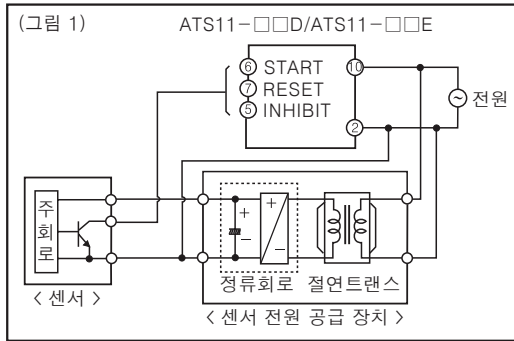 (그림 1)
ATS11-□□D/ATS11-□□E
⑥ START
⑦ RESET
⑤ INHIBIT
⑩
②
~ 전원
주회로
+
−
+
−
정류회로 절연트랜스
< 센서 >
< 센서 전원 공급 장치 >